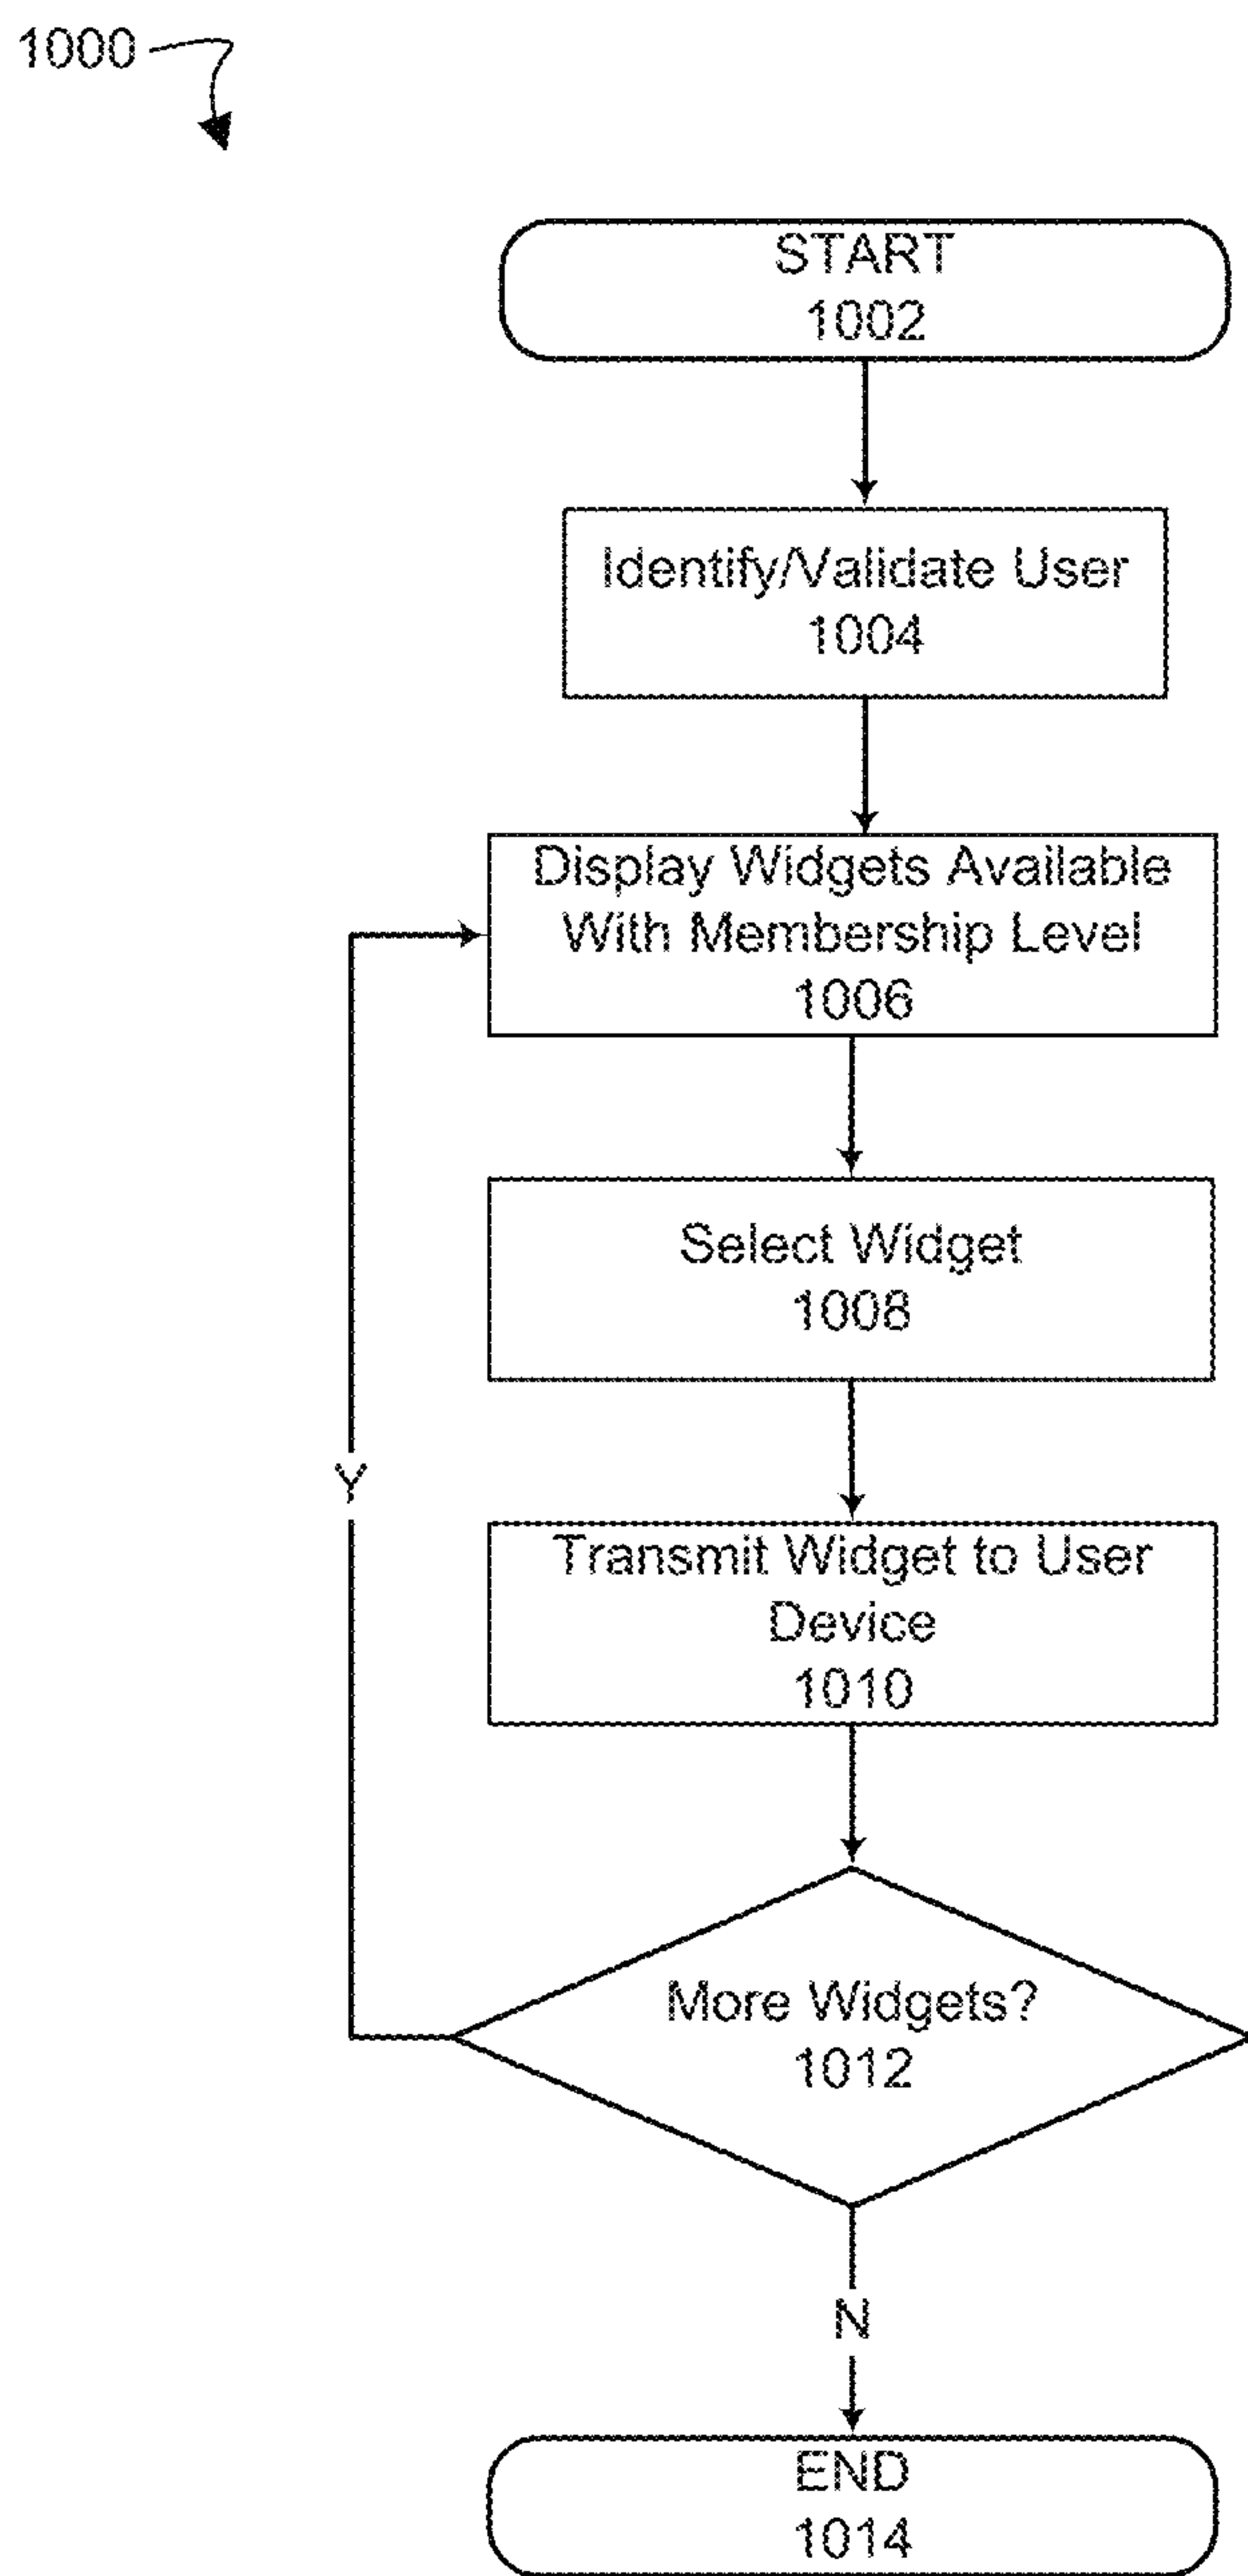 1000
START
1002
Identify/Validate User
1004
Display Widgets Available
With Membership Level
1006
Select Widget
1008
Y
Transmit Widget to User
Device
1010
More Widgets?
1012
N
END
1014